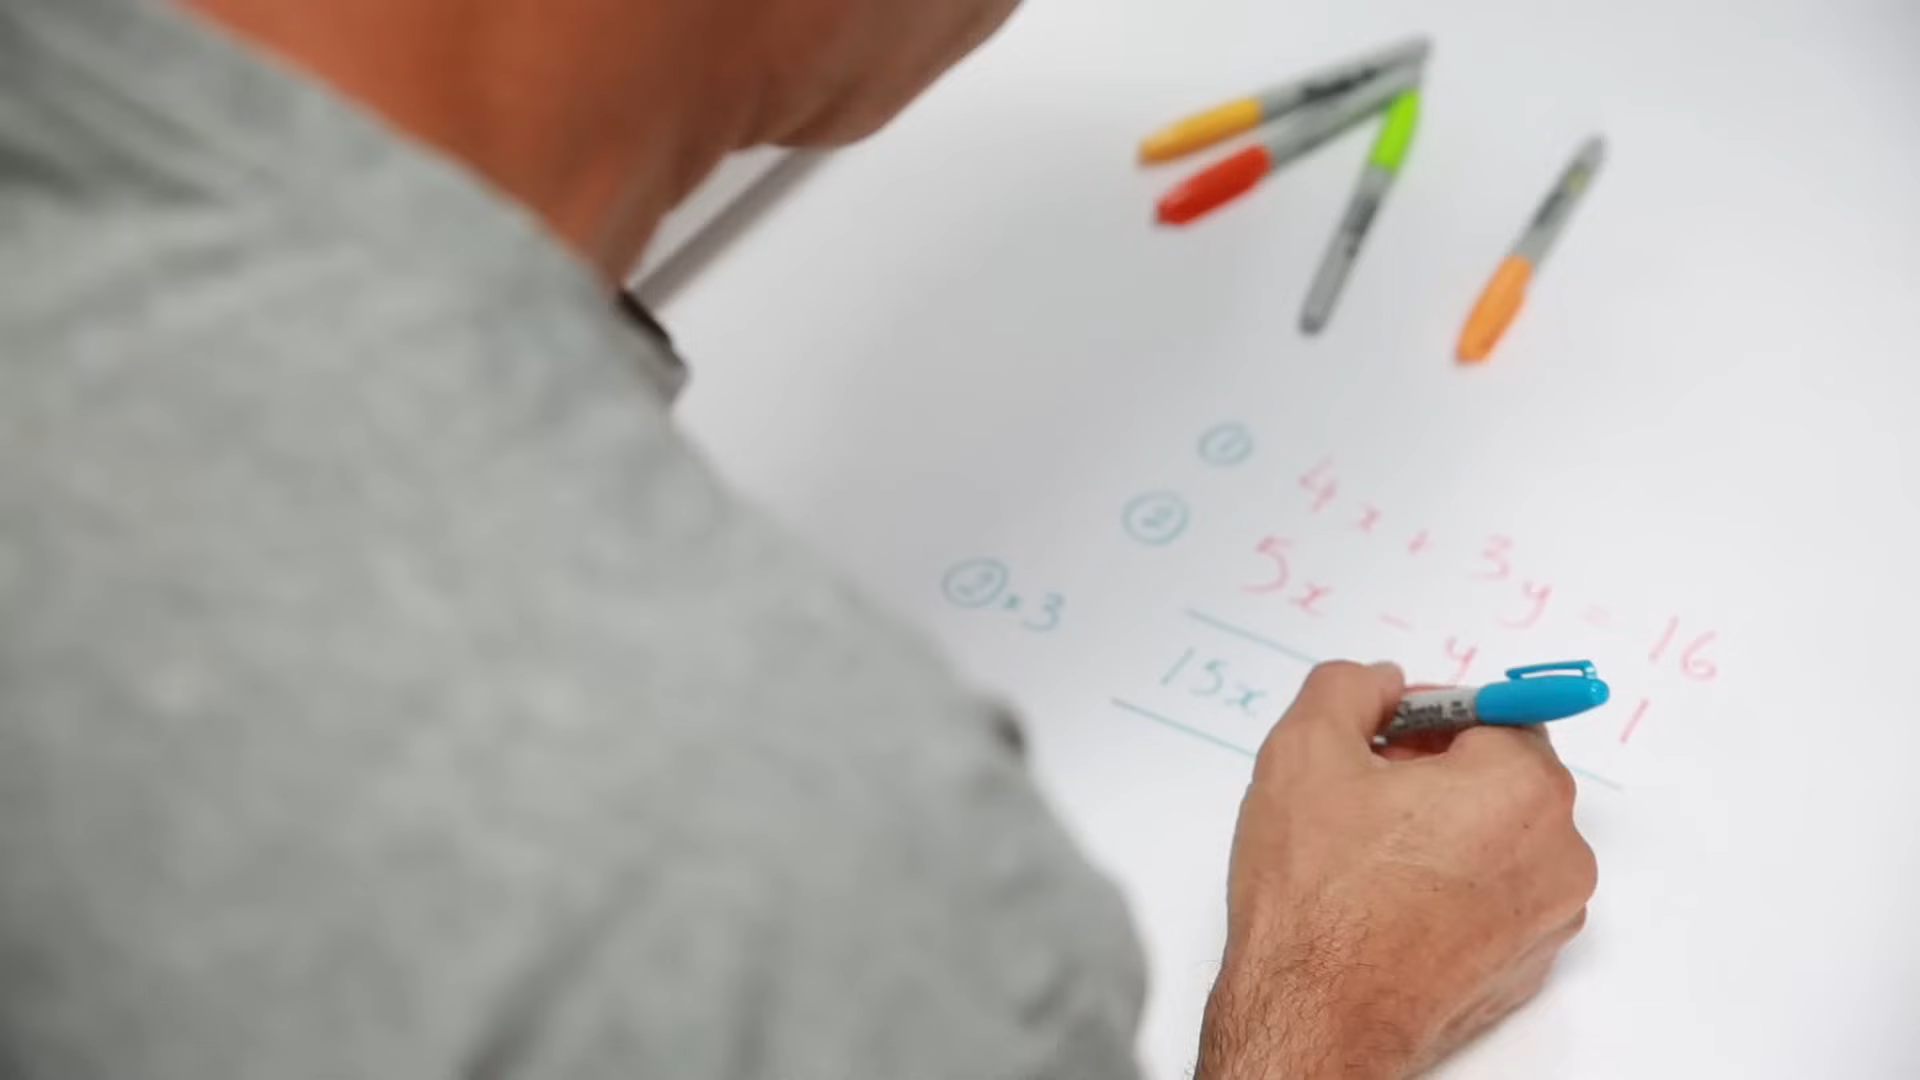 ① 4x + 3y = 16
② 5x - y 1
②×3 15x